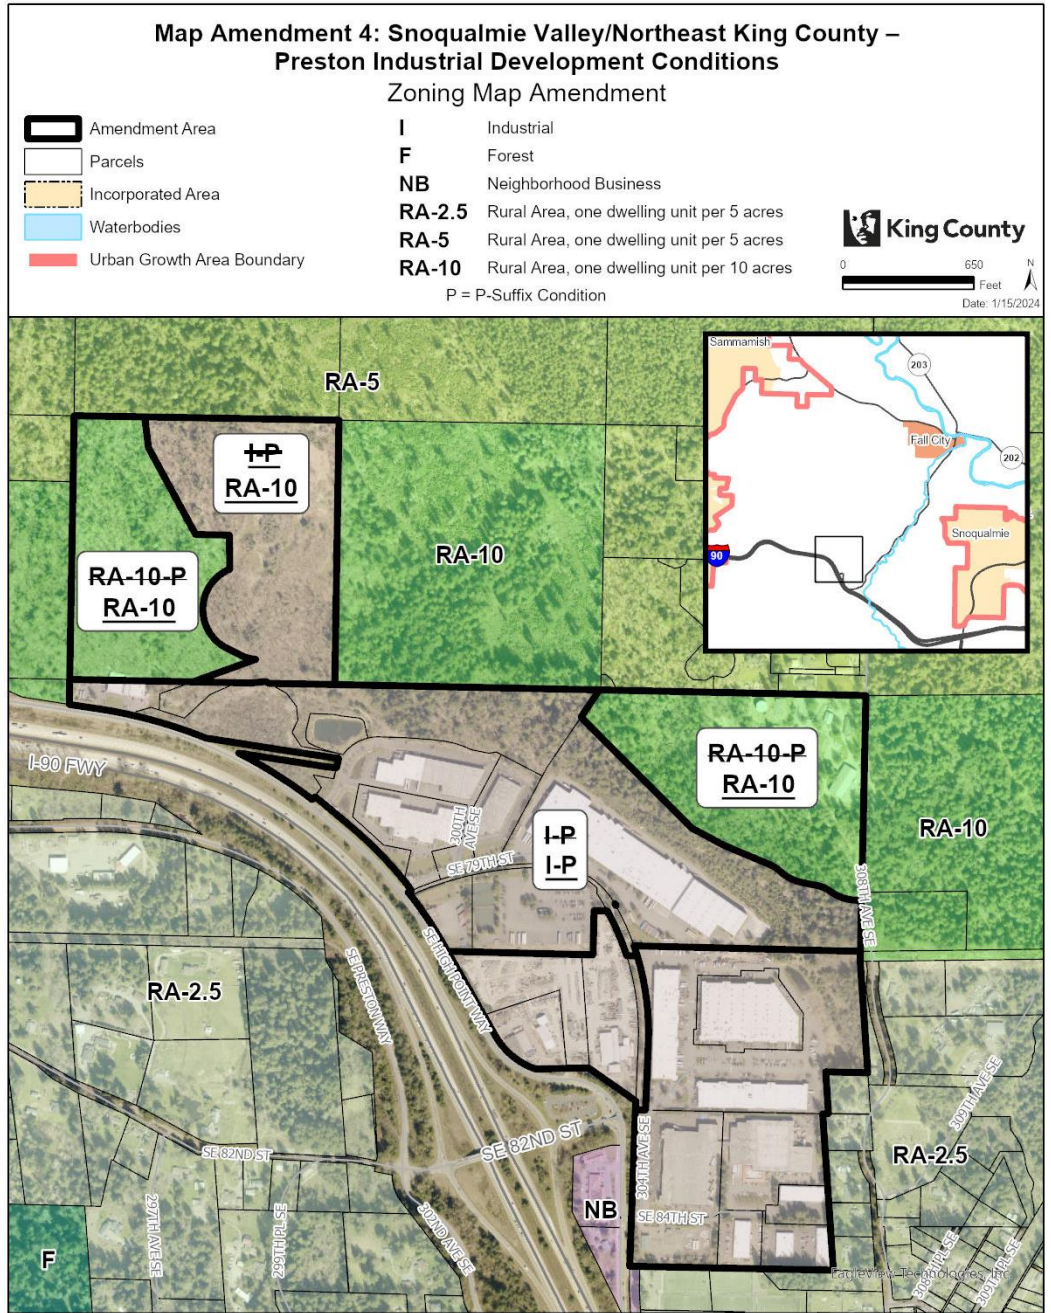 Map Amendment 4: Snoqualmie Valley/Northeast King County –
Preston Industrial Development Conditions
Zoning Map Amendment
Amendment Area
Parcels
Incorporated Area
Waterbodies
Urban Growth Area Boundary
I Industrial
F Forest
NB Neighborhood Business
RA-2.5 Rural Area, one dwelling unit per 5 acres
RA-5 Rural Area, one dwelling unit per 5 acres
RA-10 Rural Area, one dwelling unit per 10 acres
P = P-Suffix Condition
King County
0 650
Feet
N
Date: 1/15/2024
Sammamish
203
Fall City
202
Snoqualmie
90
RA-5
I-P
RA-10
RA-10-P
RA-10
RA-10
RA-10-P
RA-10
RA-10
I-90 FWY
300TH
AVE SE
SE 79TH ST
I-P
I-P
308TH AVE SE
SE HIGH POINT WAY
SE PRESTON WAY
RA-2.5
SE 82ND ST
SE 82ND ST
304TH AVE SE
309TH AVE SE
RA-2.5
297TH AVE SE
299TH PL SE
302ND AVE SE
NB
SE 84TH ST
F
308TH PL SE
309TH PL SE
EagleView Technologies, Inc.